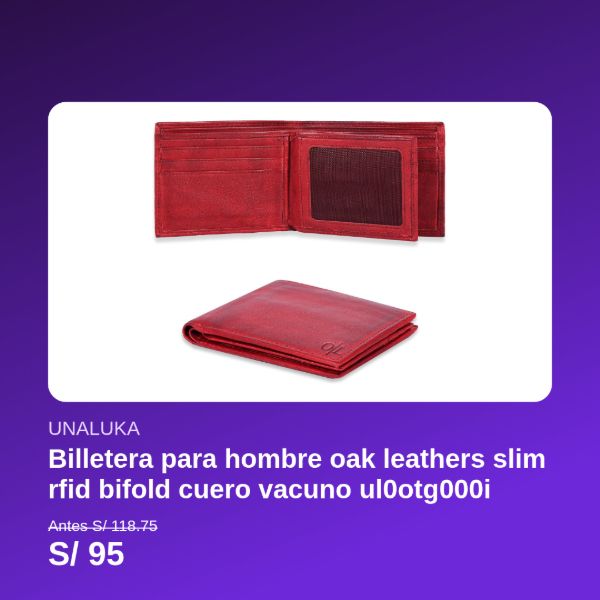 O|L
UNALUKA
Billetera para hombre oak leathers slim
rfid bifold cuero vacuno ul0otg000i
Antes S/ 118.75
S/ 95